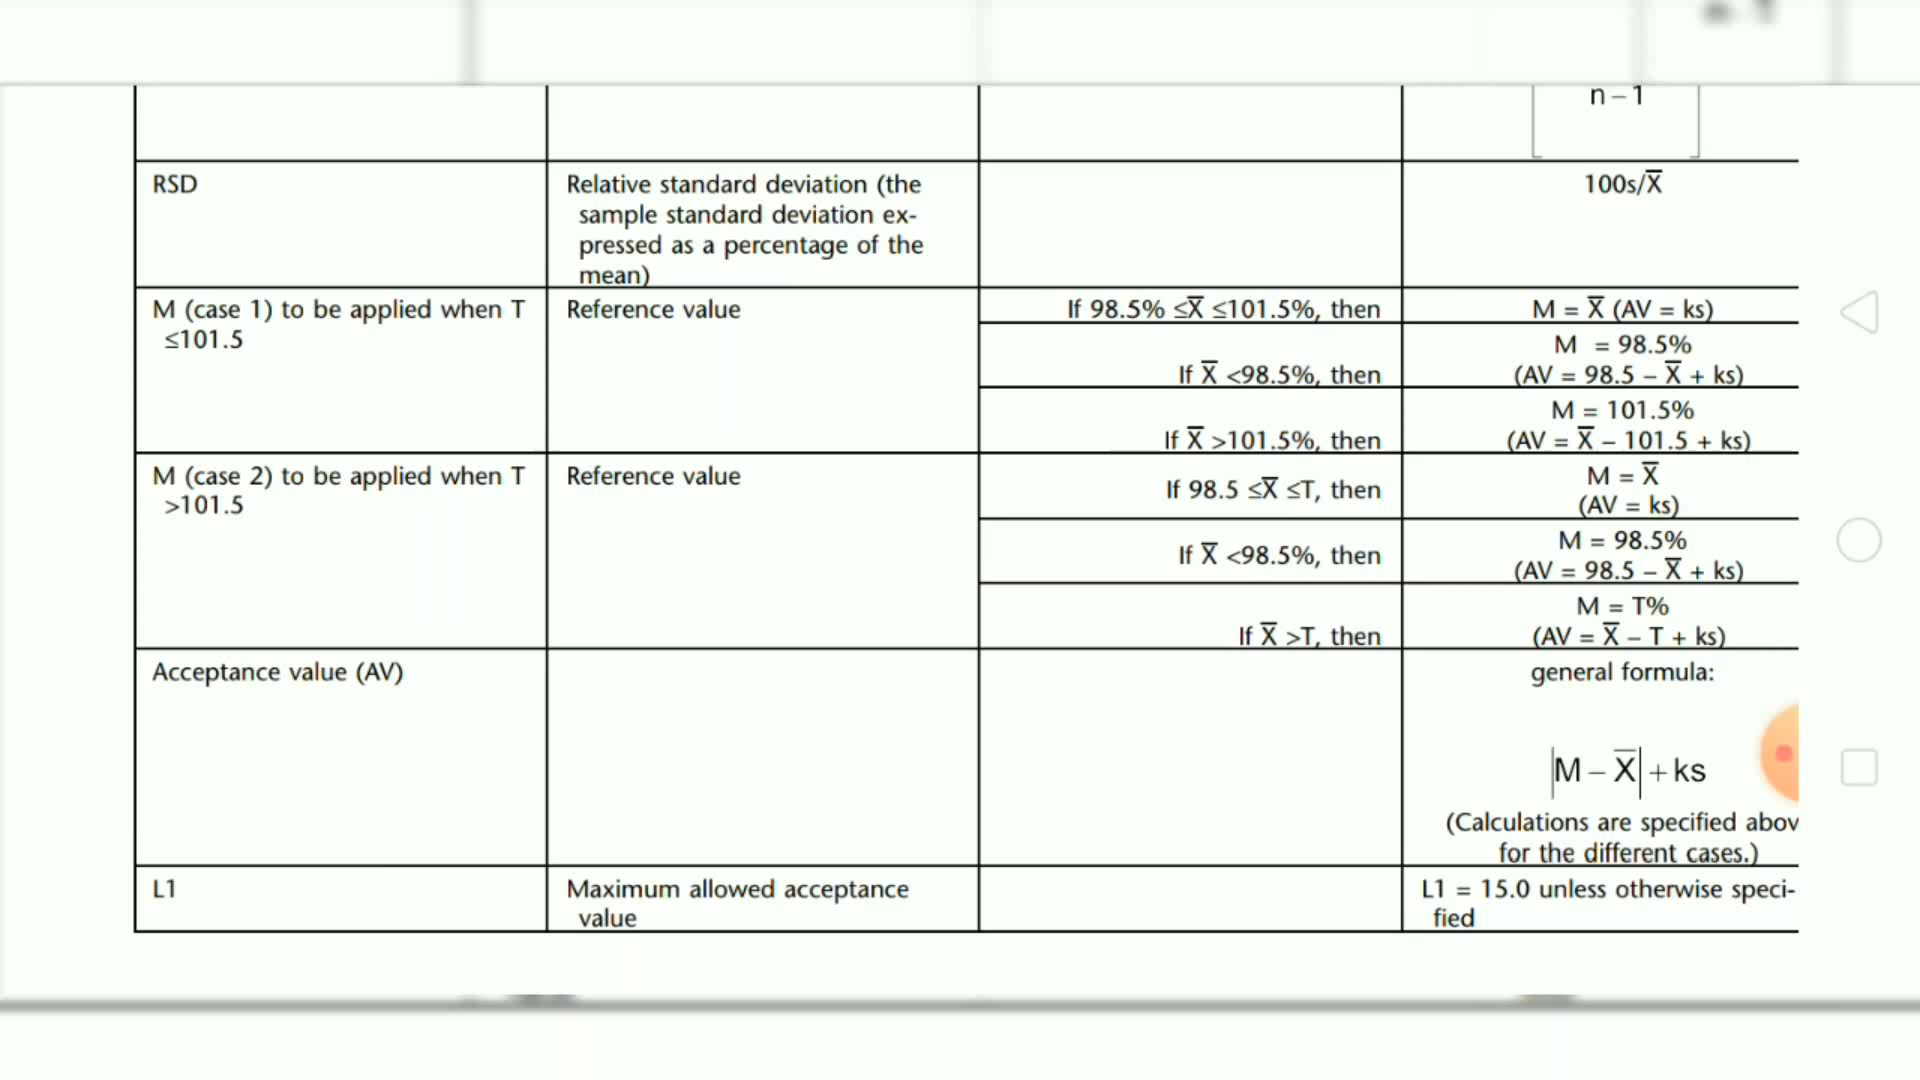 n – 1
RSD
Relative standard deviation (the
sample standard deviation ex-
pressed as a percentage of the
mean)
100s/X̅
M (case 1) to be applied when T
≤101.5
Reference value
If 98.5% ≤X̅ ≤101.5%, then
M = X̅ (AV = ks)
If X̅ <98.5%, then
M = 98.5%
(AV = 98.5 – X̅ + ks)
If X̅ >101.5%, then
M = 101.5%
(AV = X̅ – 101.5 + ks)
M (case 2) to be applied when T
>101.5
Reference value
If 98.5 ≤X̅ ≤T, then
M = X̅
(AV = ks)
If X̅ <98.5%, then
M = 98.5%
(AV = 98.5 – X̅ + ks)
If X̅ >T, then
M = T%
(AV = X̅ – T + ks)
Acceptance value (AV)
general formula:
|M – X̅| + ks
(Calculations are specified abov
for the different cases.)
L1
Maximum allowed acceptance
value
L1 = 15.0 unless otherwise speci-
fied